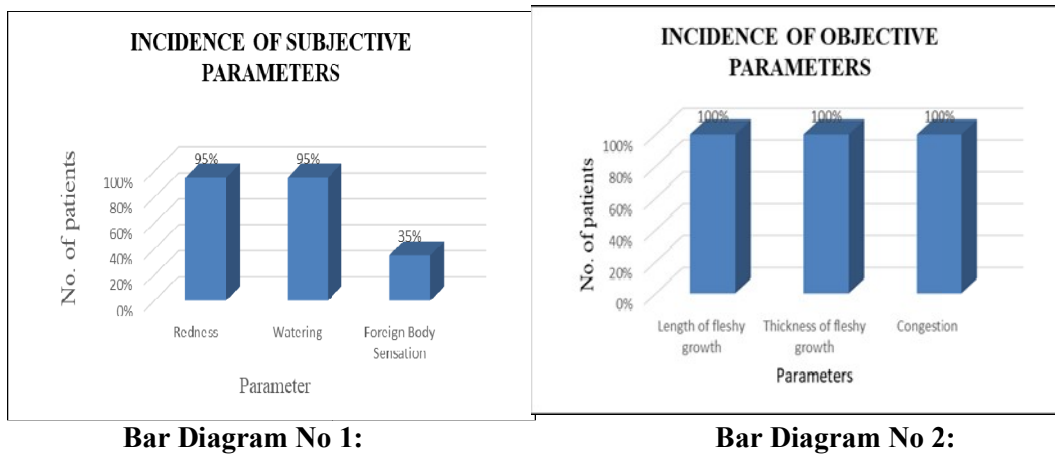 INCIDENCE OF SUBJECTIVE
PARAMETERS
No. of patients
100%
80%
60%
40%
20%
0%
95%
95%
35%
Redness
Watering
Foreign Body
Sensation
Parameter
Bar Diagram No 1:
INCIDENCE OF OBJECTIVE
PARAMETERS
No. of patients
100%
80%
60%
40%
20%
0%
100%
100%
100%
Length of fleshy
growth
Thickness of fleshy
growth
Congestion
Parameters
Bar Diagram No 2: